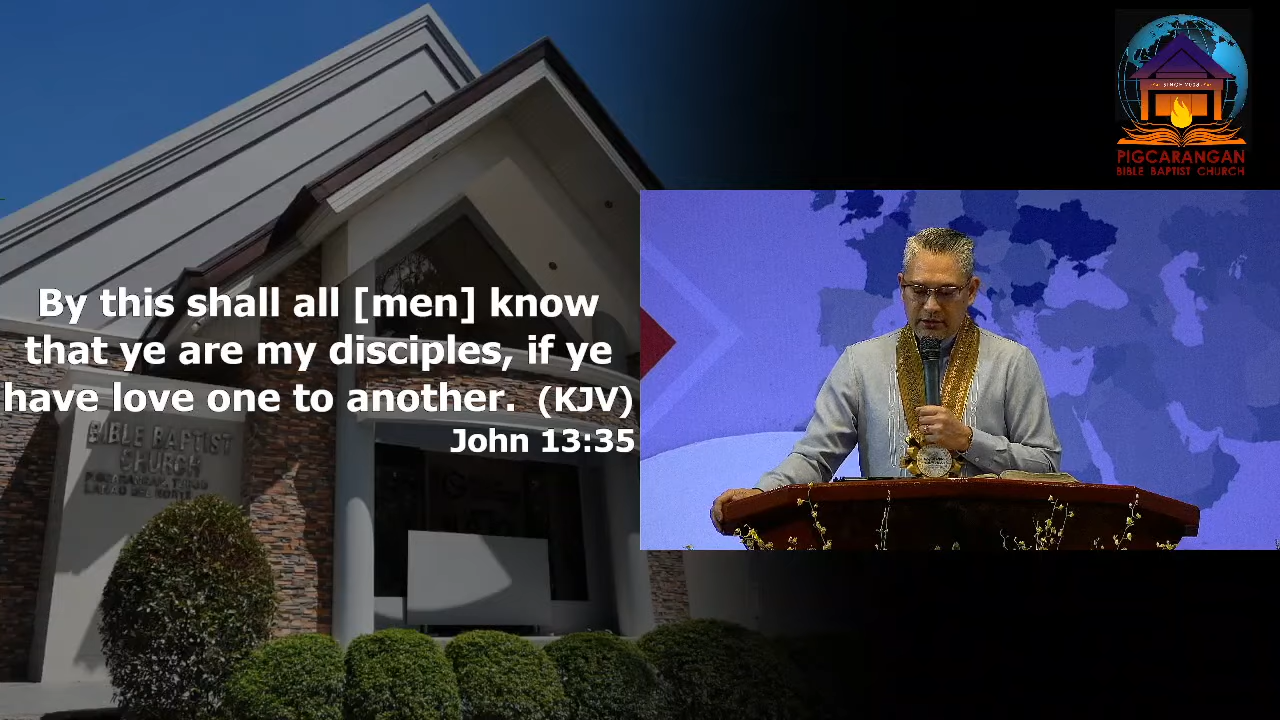 By this shall all [men] know
that ye are my disciples, if ye
have love one to another. (KJV)
John 13:35
BIBLE BAPTIST
CHURCH
PIGCARANGAN
BIBLE BAPTIST CHURCH